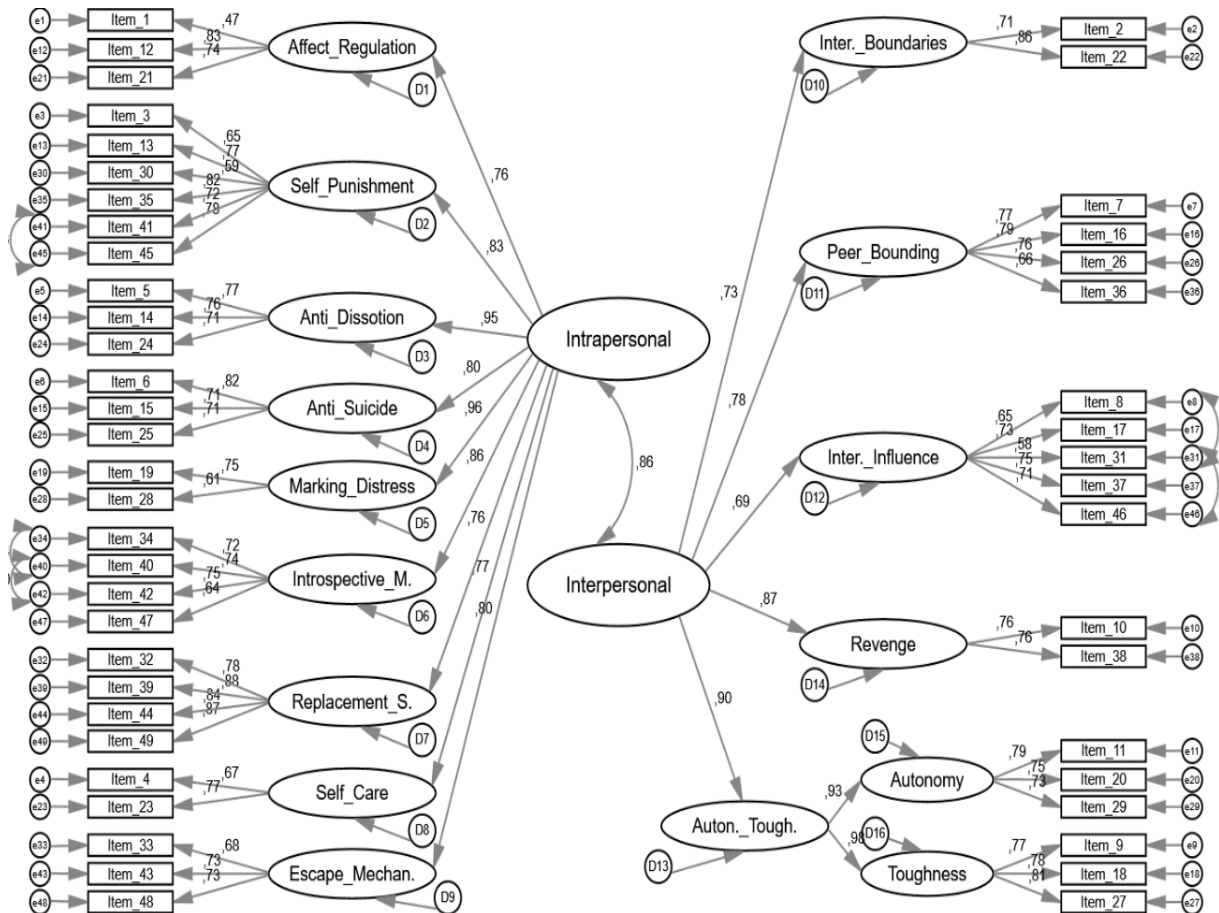 e1 Item_1 ,47
e12 Item_12 ,83
e21 Item_21 ,74
Affect_Regulation
D1
e3 Item_3 ,65
e13 Item_13 ,77
e30 Item_30 ,59
e35 Item_35 ,82
e41 Item_41 ,72
e45 Item_45 ,78
Self_Punishment
D2
e5 Item_5 ,77
e14 Item_14 ,76
e24 Item_24 ,71
Anti_Dissotion
D3
e6 Item_6 ,82
e15 Item_15 ,71
e25 Item_25 ,71
Anti_Suicide
D4
e19 Item_19 ,75
e28 Item_28 ,61
Marking_Distress
D5
e34 Item_34 ,72
e40 Item_40 ,74
e42 Item_42 ,75
e47 Item_47 ,64
Introspective_M.
D6
e32 Item_32 ,78
e39 Item_39 ,88
e44 Item_44 ,84
e49 Item_49 ,87
Replacement_S.
D7
e4 Item_4 ,67
e23 Item_23 ,77
Self_Care
D8
e33 Item_33 ,68
e43 Item_43 ,73
e48 Item_48 ,73
Escape_Mechan.
D9
,76
,83
,95
,80
,96
,86
,76
,77
,80
Intrapersonal
,86
Interpersonal
,73
,78
,69
,87
,90
Inter._Boundaries
D10
,71 Item_2 e2
,86 Item_22 e22
Peer_Bounding
D11
,77 Item_7 e7
,79 Item_16 e16
,76 Item_26 e26
,66 Item_36 e36
Inter._Influence
D12
,65 Item_8 e8
,73 Item_17 e17
,58 Item_31 e31
,75 Item_37 e37
,71 Item_46 e46
Revenge
D14
,76 Item_10 e10
,76 Item_38 e38
Auton._Tough.
D13
,93
,98
D15
Autonomy
,79 Item_11 e11
,75 Item_20 e20
,73 Item_29 e29
D16
Toughness
,77 Item_9 e9
,78 Item_18 e18
,81 Item_27 e27